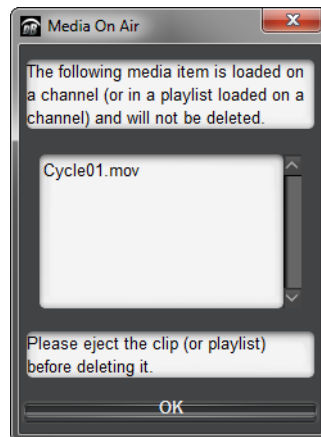 Media On Air
The following media item is loaded on
a channel (or in a playlist loaded on a
channel) and will not be deleted.
Cycle01.mov
Please eject the clip (or playlist)
before deleting it.
OK